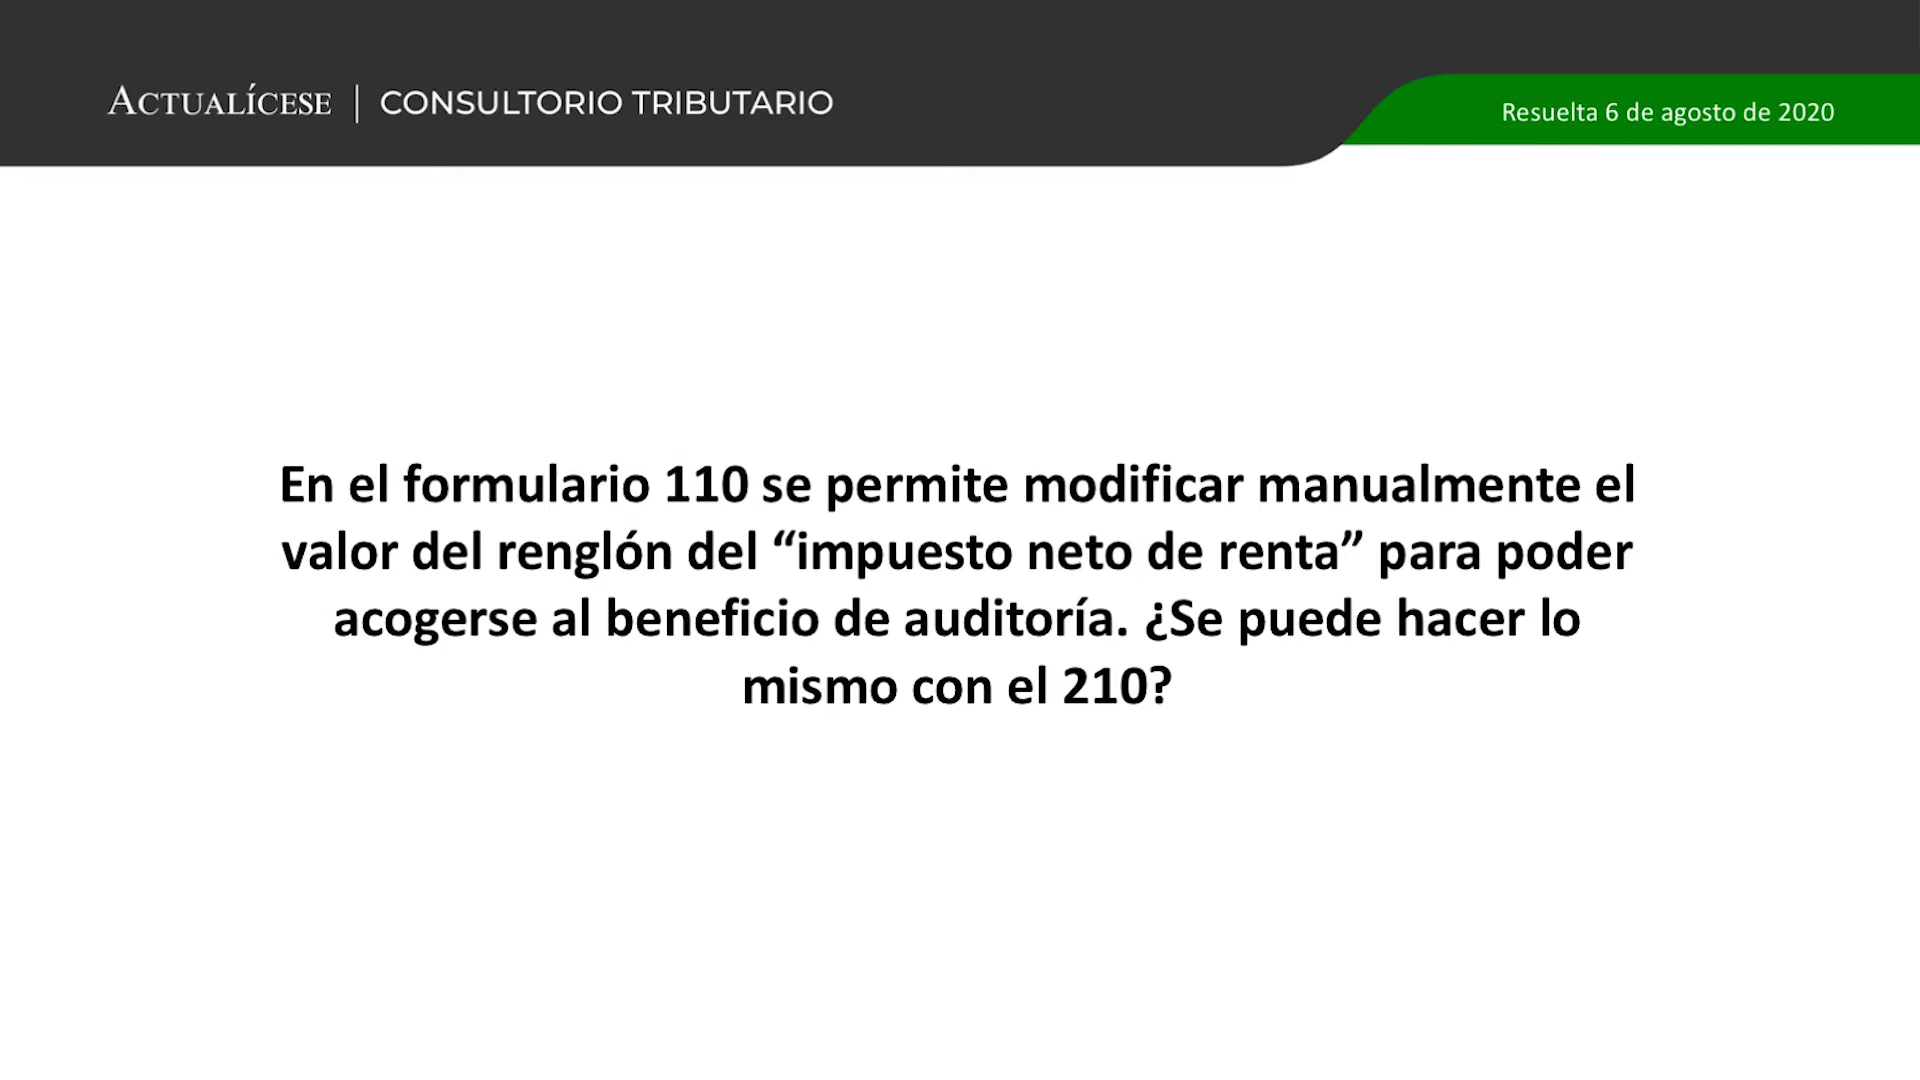 ACTUALÍCESE | CONSULTORIO TRIBUTARIO
Resuelta 6 de agosto de 2020
En el formulario 110 se permite modificar manualmente el
valor del renglón del “impuesto neto de renta” para poder
acogerse al beneficio de auditoría. ¿Se puede hacer lo
mismo con el 210?